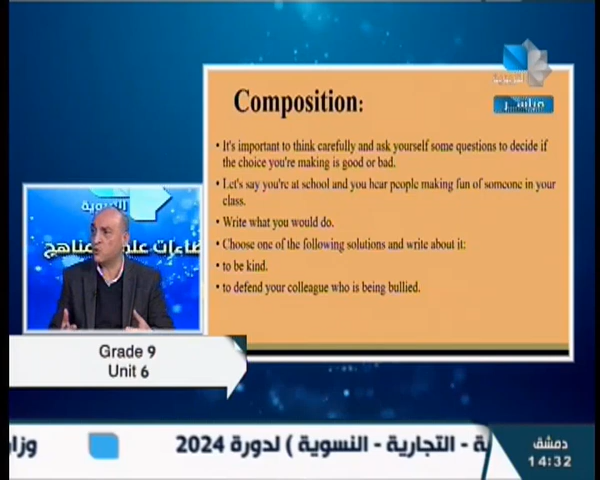 Composition:
• It's important to think carefully and ask yourself some questions to decide if
the choice you're making is good or bad.
• Let's say you're at school and you hear people making fun of someone in your
class.
• Write what you would do.
• Choose one of the following solutions and write about it:
• to be kind.
• to defend your colleague who is being bullied.
مباشر
Grade 9
Unit 6
ية - التجارية - النسوية ) لدورة 2024
وزار
دمشق
14:32